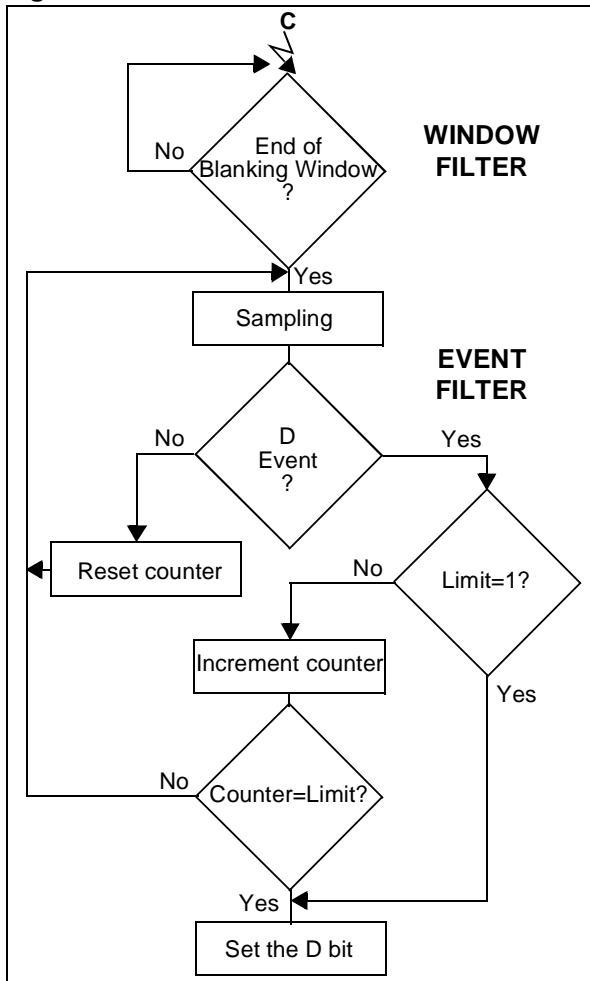 C
End of
Blanking Window
?
No
WINDOW
FILTER
Yes
Sampling
EVENT
FILTER
No
D
Event
?
Yes
Reset counter
No
Limit=1?
Increment counter
Yes
No
Counter=Limit?
Yes
Set the D bit